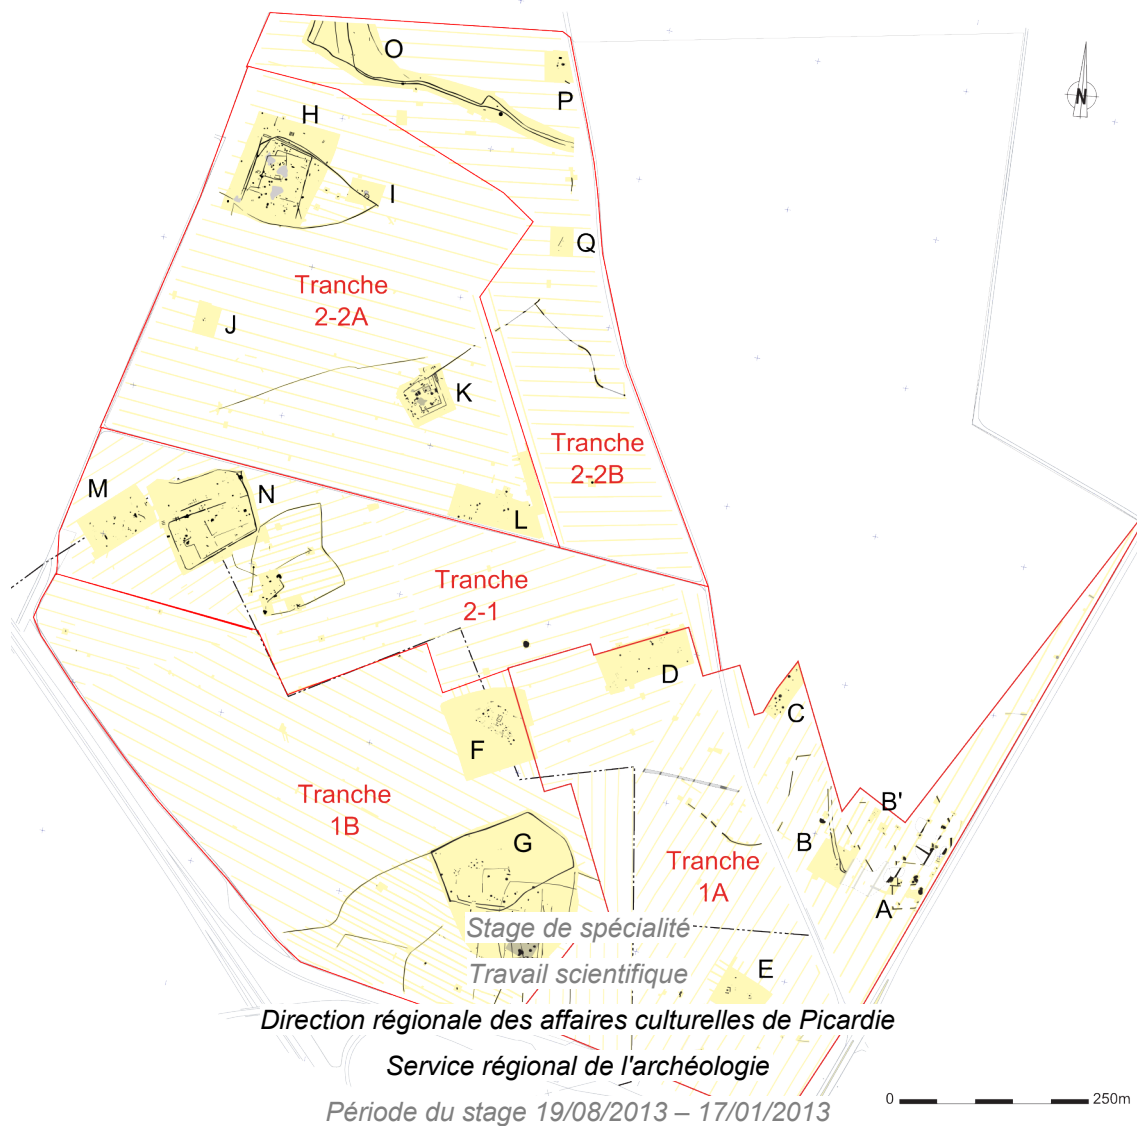 O
N
P
H
I
Q
Tranche
2-2A
J
K
Tranche
2-2B
M
N
L
Tranche
2-1
D
C
F
Tranche
1B
B'
G
B
Tranche
1A
A
Stage de spécialité
E
Travail scientifique
Direction régionale des affaires culturelles de Picardie
Service régional de l'archéologie
0 250m
Période du stage 19/08/2013 – 17/01/2013